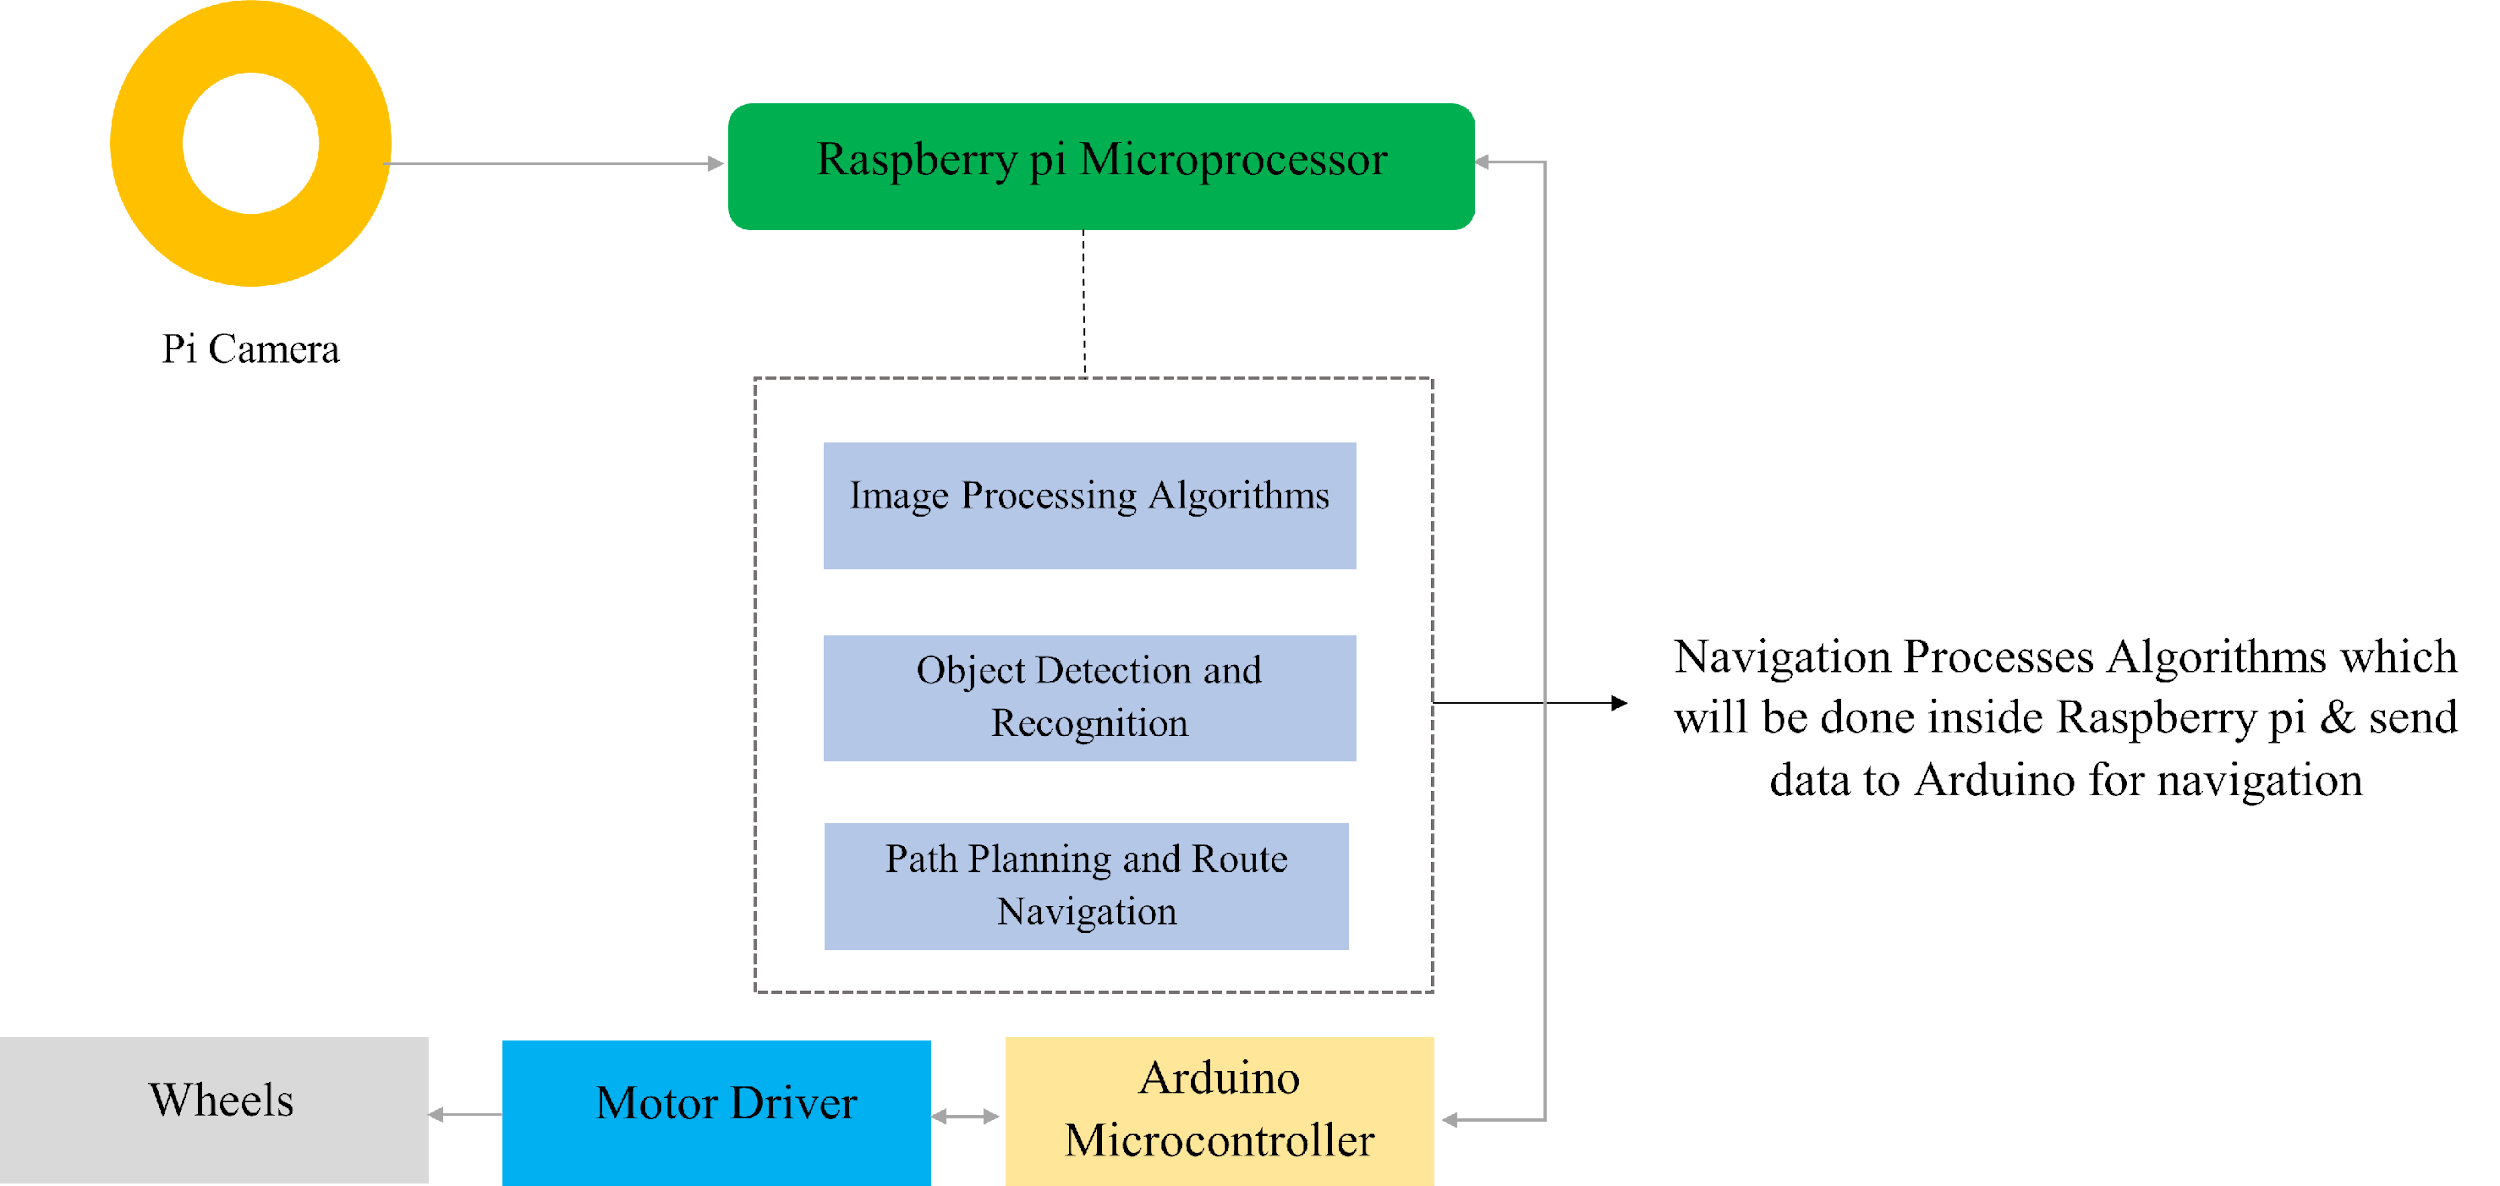 Raspberry pi Microprocessor
Pi Camera
Image Processing Algorithms
Object Detection and
Recognition
Path Planning and Route
Navigation
Navigation Processes Algorithms which
will be done inside Raspberry pi & send
data to Arduino for navigation
Wheels
Motor Driver
Arduino
Microcontroller